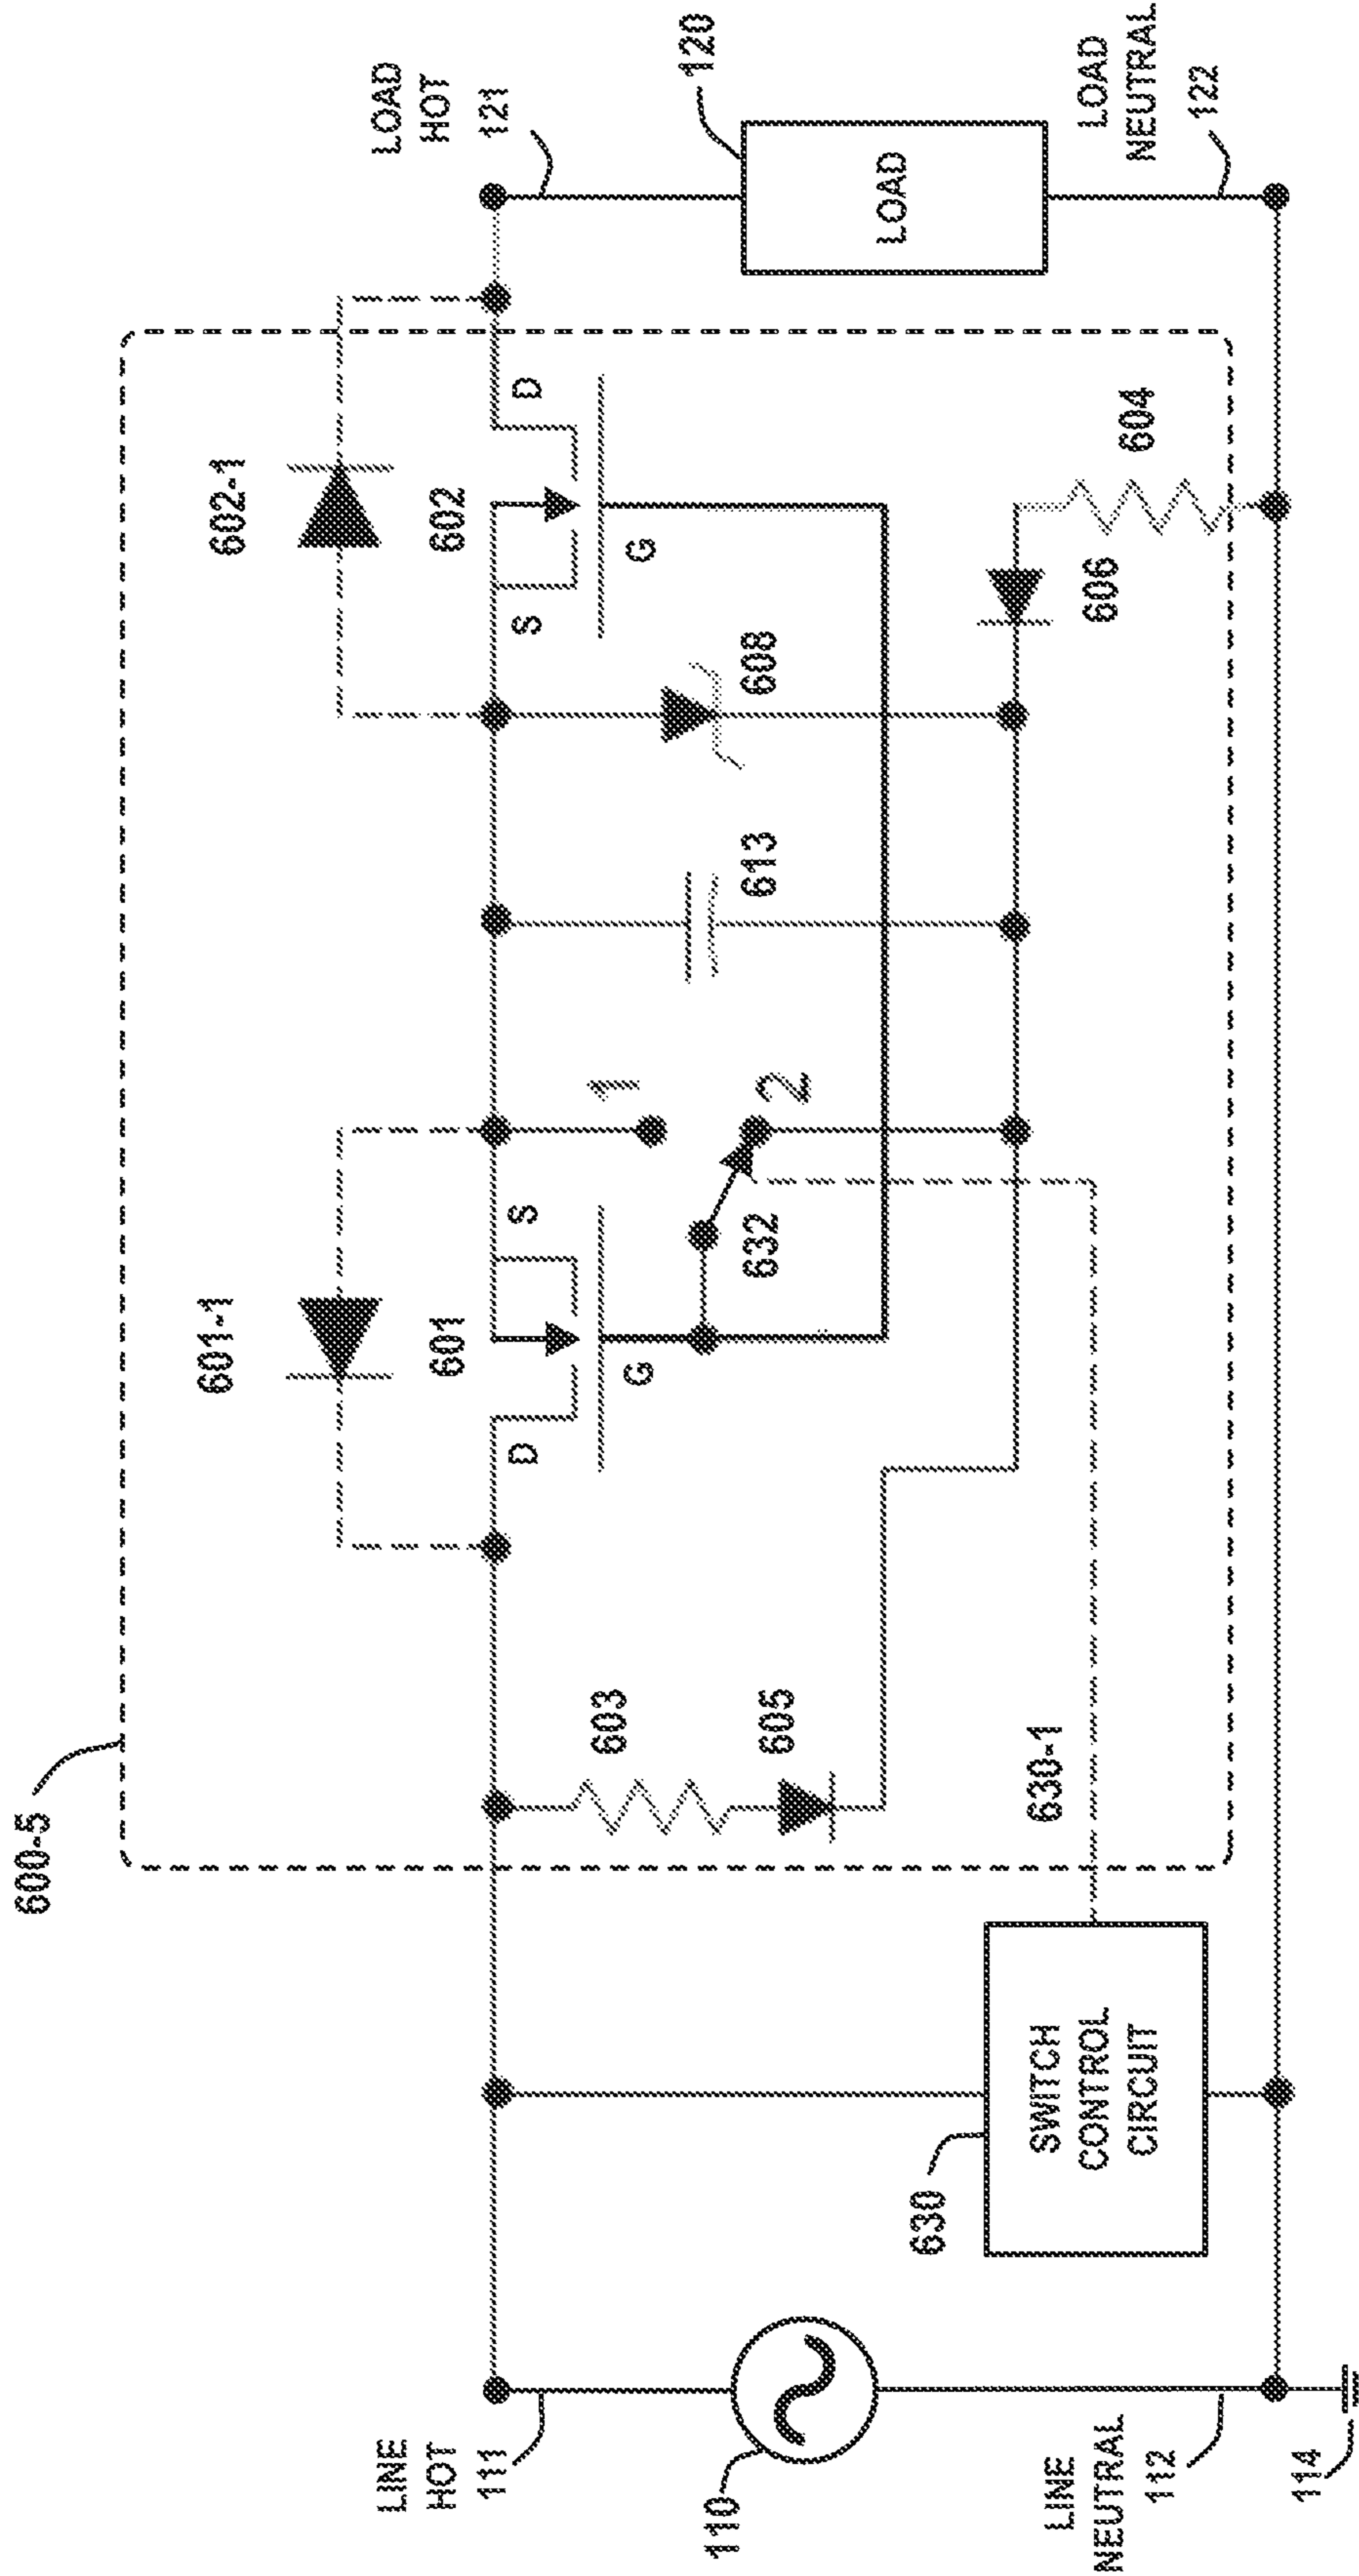 600-5
601-1
602-1
LOAD
HOT
121
LINE
HOT
111
601
602
D
S
S
D
603
G
1
G
120
605
632
2
613
608
LOAD
110
630
SWITCH
CONTROL
CIRCUIT
630-1
606
604
LINE
NEUTRAL
112
LOAD
NEUTRAL
122
114